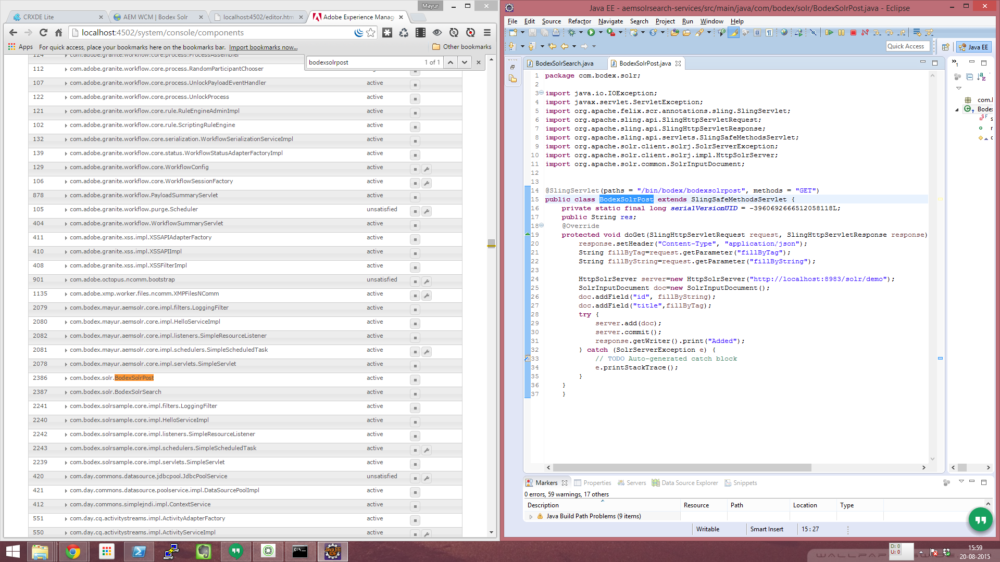 Mayur
CRXDE Lite
AEM WCM | Bodex Solr
localhost:4502/editor.htm
Adobe Experience Manag
localhost:4502/system/console/components
Apps
For quick access, place your bookmarks here on the bookmarks bar. Import bookmarks now...
Other bookmarks
bodexsolrpost 1 of 1
124 com.adobe.granite.workflow.core.process.ProcessAssembler
112 com.adobe.granite.workflow.core.process.RandomParticipantChooser
107 com.adobe.granite.workflow.core.process.UnlockPayloadEventHandler active
122 com.adobe.granite.workflow.core.process.UnlockProcess active
121 com.adobe.granite.workflow.core.rule.RuleEngineAdminImpl active
102 com.adobe.granite.workflow.core.rule.ScriptingRuleEngine active
132 com.adobe.granite.workflow.core.serialization.WorkflowSerializationServiceImpl active
139 com.adobe.granite.workflow.core.status.WorkflowStatusAdapterFactoryImpl active
129 com.adobe.granite.workflow.core.WorkflowConfig active
106 com.adobe.granite.workflow.core.WorkflowSessionFactory active
878 com.adobe.granite.workflow.PayloadSummaryServlet active
105 com.adobe.granite.workflow.purge.Scheduler unsatisfied
404 com.adobe.granite.workflow.WorkflowSummaryServlet active
411 com.adobe.granite.xss.impl.XSSAPIAdapterFactory active
410 com.adobe.granite.xss.impl.XSSAPIImpl active
408 com.adobe.granite.xss.impl.XSSFilterImpl active
901 com.adobe.octopus.ncomm.bootstrap unsatisfied
1135 com.adobe.xmp.worker.files.ncomm.XMPFilesNComm active
2079 com.bodex.mayur.aemsolr.core.impl.filters.LoggingFilter active
2080 com.bodex.mayur.aemsolr.core.impl.HelloServiceImpl active
2082 com.bodex.mayur.aemsolr.core.impl.listeners.SimpleResourceListener active
2081 com.bodex.mayur.aemsolr.core.impl.schedulers.SimpleScheduledTask active
2078 com.bodex.mayur.aemsolr.core.impl.servlets.SimpleServlet active
2386 com.bodex.solr.BodexSolrPost active
2387 com.bodex.solr.BodexSolrSearch active
2241 com.bodex.solrsample.core.impl.filters.LoggingFilter active
2240 com.bodex.solrsample.core.impl.HelloServiceImpl active
2242 com.bodex.solrsample.core.impl.listeners.SimpleResourceListener active
2243 com.bodex.solrsample.core.impl.schedulers.SimpleScheduledTask active
2239 com.bodex.solrsample.core.impl.servlets.SimpleServlet active
420 com.day.commons.datasource.jdbcpool.JdbcPoolService unsatisfied
421 com.day.commons.datasource.poolservice.impl.DataSourcePoolImpl active
412 com.day.commons.simplejndi.impl.ContextService active
551 com.day.cq.activitystreams.impl.ActivityAdapterFactory active
550 com.day.cq.activitystreams.impl.ActivityServiceImpl active
Java EE - aemsolrsearch-services/src/main/java/com/bodex/solr/BodexSolrPost.java - Eclipse
File Edit Source Refactor Navigate Search Project Run Window Help
Quick Access
Java EE
BodexSolrSearch.java
BodexSolrPost.java
1 package com.bodex.solr;
2
3 import java.io.IOException;
4 import javax.servlet.ServletException;
5 import org.apache.felix.scr.annotations.sling.SlingServlet;
6 import org.apache.sling.api.SlingHttpServletRequest;
7 import org.apache.sling.api.SlingHttpServletResponse;
8 import org.apache.sling.api.servlets.SlingSafeMethodsServlet;
9 import org.apache.solr.client.solrj.SolrServerException;
10 import org.apache.solr.client.solrj.impl.HttpSolrServer;
11 import org.apache.solr.common.SolrInputDocument;
12
13
14 @SlingServlet(paths = "/bin/bodex/bodexsolrpost", methods = "GET")
15 public class BodexSolrPost extends SlingSafeMethodsServlet {
16 private static final long serialVersionUID = -3960692666512058118L;
17 public String res;
18 @Override
19 protected void doGet(SlingHttpServletRequest request, SlingHttpServletResponse response)
20 response.setHeader("Content-Type", "application/json");
21 String fillByTag=request.getParameter("fillByTag");
22 String fillByString=request.getParameter("fillByString");
23
24 HttpSolrServer server=new HttpSolrServer("http://localhost:8983/solr/demo");
25 SolrInputDocument doc=new SolrInputDocument();
26 doc.addField("id", fillByString);
27 doc.addField("title",fillByTag);
28 try {
29 server.add(doc);
30 server.commit();
31 response.getWriter().print("Added");
32 } catch (SolrServerException e) {
33 // TODO Auto-generated catch block
34 e.printStackTrace();
35 }
36 }
37 }
com.l
Bodex
Markers
Properties
Servers
Data Source Explorer
Snippets
0 errors, 59 warnings, 17 others
Description Resource Path Location Type
Java Build Path Problems (9 items)
Writable Smart Insert 15 : 27
D: 0
U: 0
15:59
20-08-2015